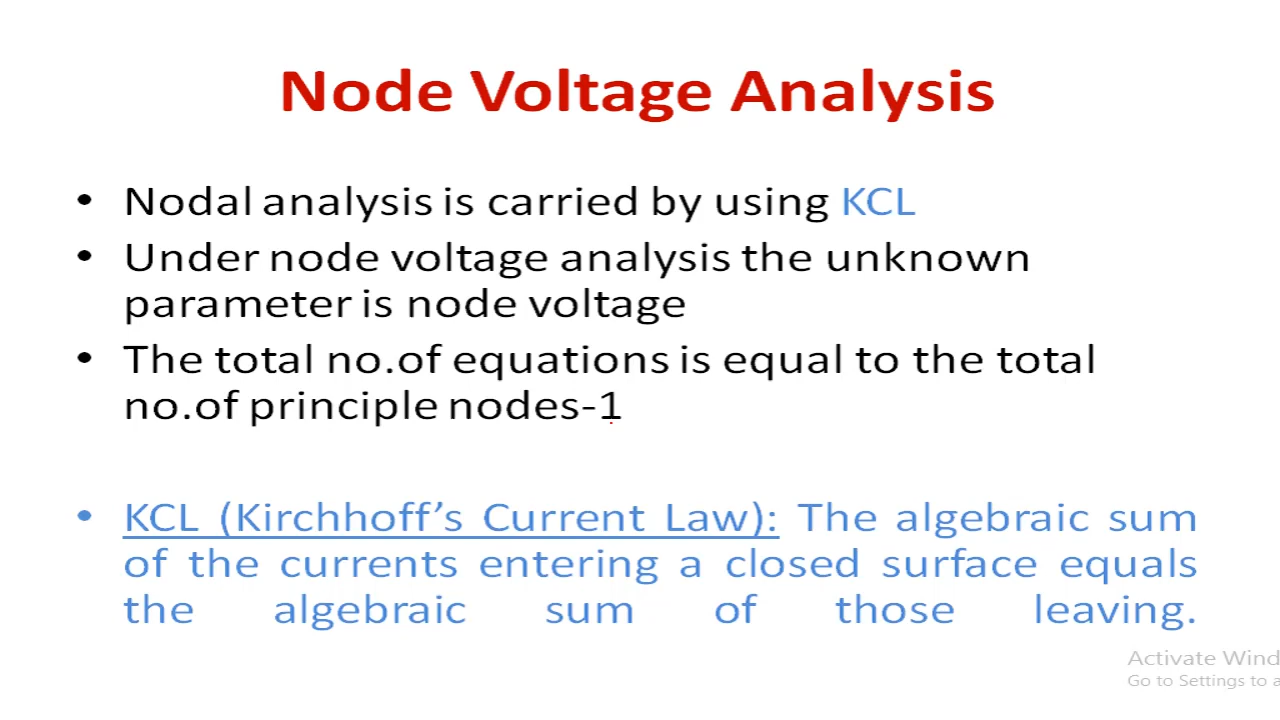 Node Voltage Analysis
• Nodal analysis is carried by using KCL
• Under node voltage analysis the unknown
parameter is node voltage
• The total no.of equations is equal to the total
no.of principle nodes-1
• KCL (Kirchhoff’s Current Law): The algebraic sum
of the currents entering a closed surface equals
the algebraic sum of those leaving.
Activate Wind
Go to Settings to a